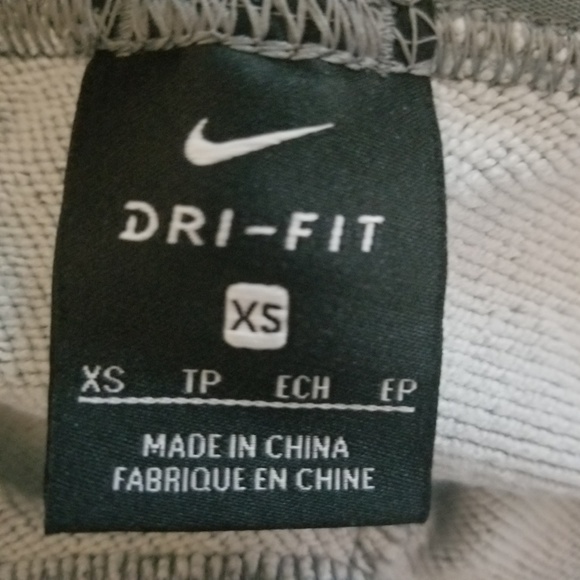 DRI-FIT
XS
XS TP ECH EP
MADE IN CHINA
FABRIQUE EN CHINE